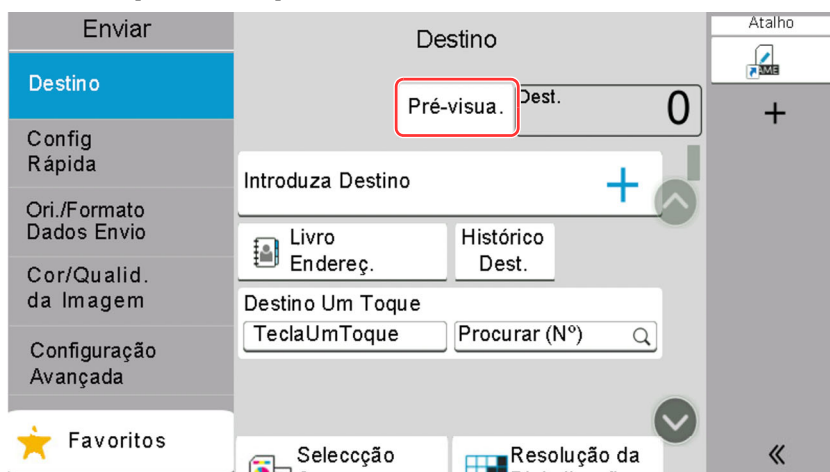 Enviar
Destino
Config
Rápida
Ori./Formato
Dados Envio
Cor/Qualid.
da Imagem
Configuração
Avançada
Favoritos
Destino
Pré-visua.
Dest.
0
Introduza Destino
Livro
Endereç.
Histórico
Dest.
Destino Um Toque
TeclaUmToque
Procurar (Nº)
Seleccção
Resolução da
Atalho